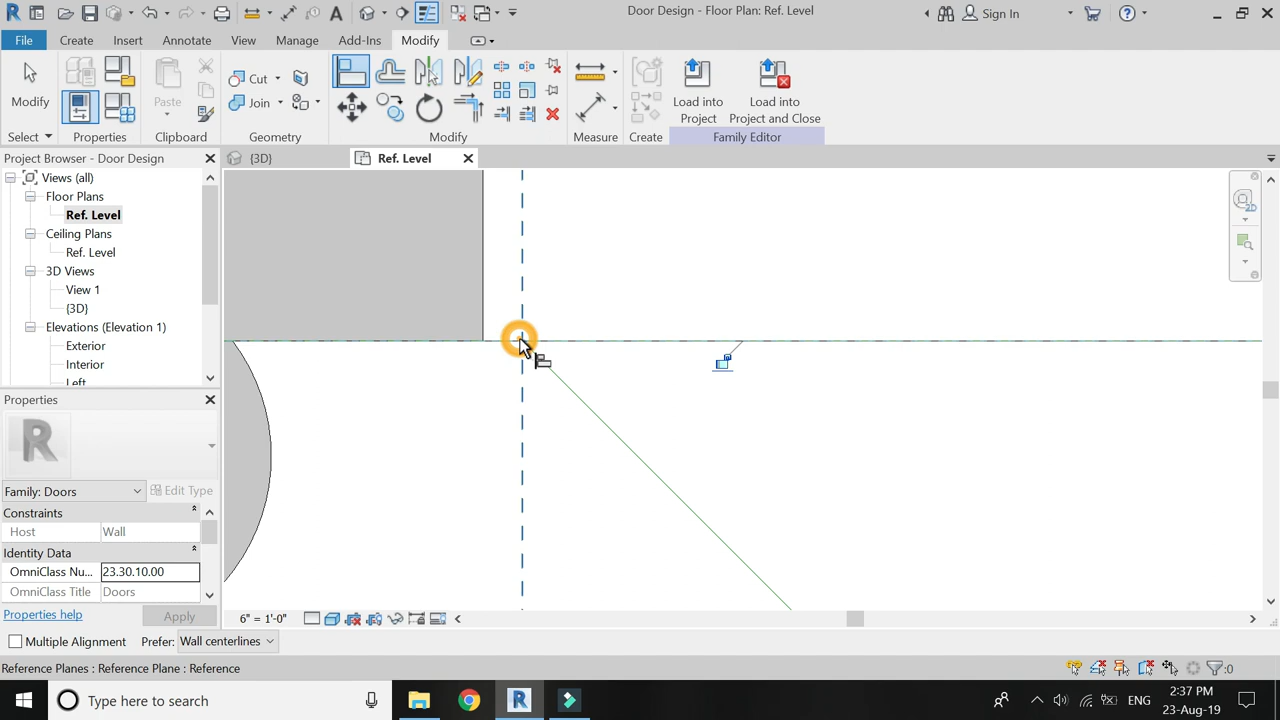 Door Design - Floor Plan: Ref. Level
Sign In
File Create Insert Annotate View Manage Add-Ins Modify
Modify
Paste
Cut
Join
Load into
Project
Load into
Project and Close
Select Properties Clipboard Geometry Modify Measure Create Family Editor
Project Browser - Door Design
{3D}
Ref. Level
Views (all)
Floor Plans
Ref. Level
Ceiling Plans
Ref. Level
3D Views
View 1
{3D}
Elevations (Elevation 1)
Exterior
Interior
Left
Properties
R
Family: Doors
Edit Type
Constraints
Host Wall
Identity Data
OmniClass Nu... 23.30.10.00
OmniClass Title Doors
Properties help
Apply
6" = 1'-0"
Multiple Alignment Prefer: Wall centerlines
Reference Planes : Reference Plane : Reference
:0
Type here to search
ENG
2:37 PM
23-Aug-19